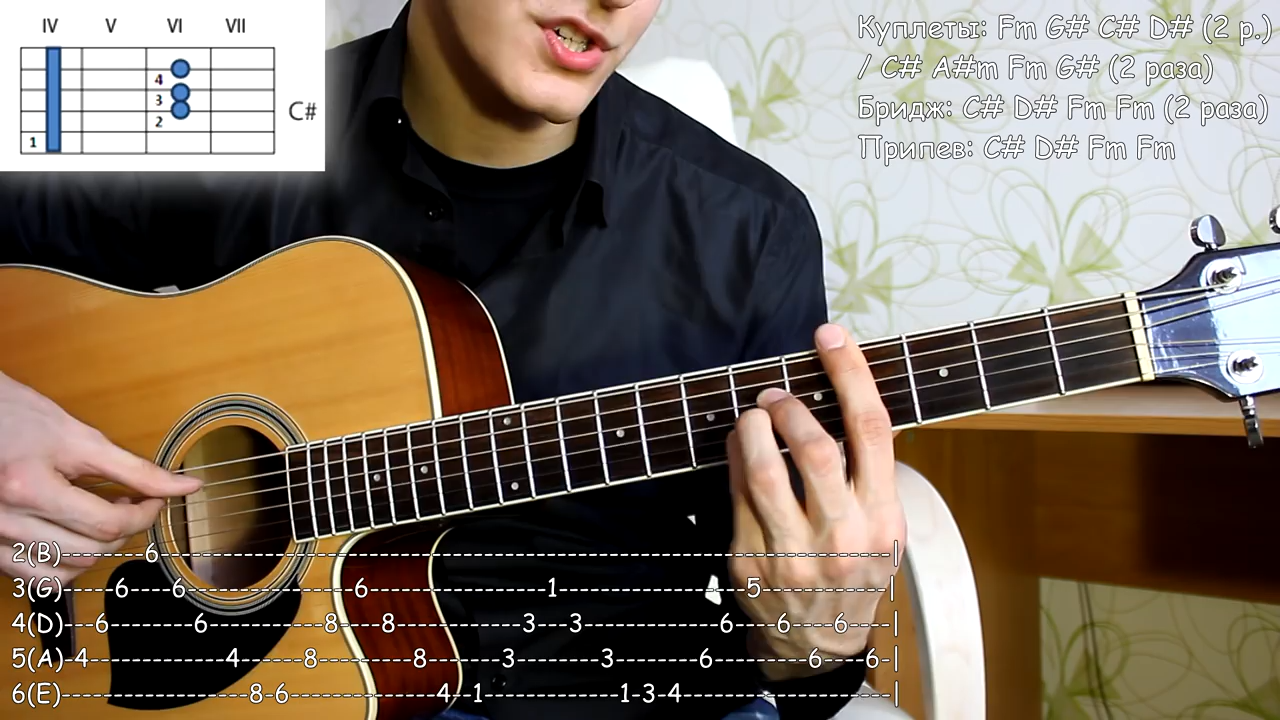 IV V VI VII
4
3
2
1
C#
Куплеты: Fm G# C# D# (2 р.)
/ C# A#m Fm G# (2 раза)
Бридж: C# D# Fm Fm (2 раза)
Припев: C# D# Fm Fm
2(B)-------6----------------------------------------------------------------|
3(G)-----6----6--------------6---------------1----------------5-----------|
4(D)---6--------6----------8---8-----------3--3------------6---6---6----|
5(A)-4------------4-----8--------8------3-------3-------6--------6---6-|
6(E)----------------8-6------------4--1-----------1-3-4------------------|